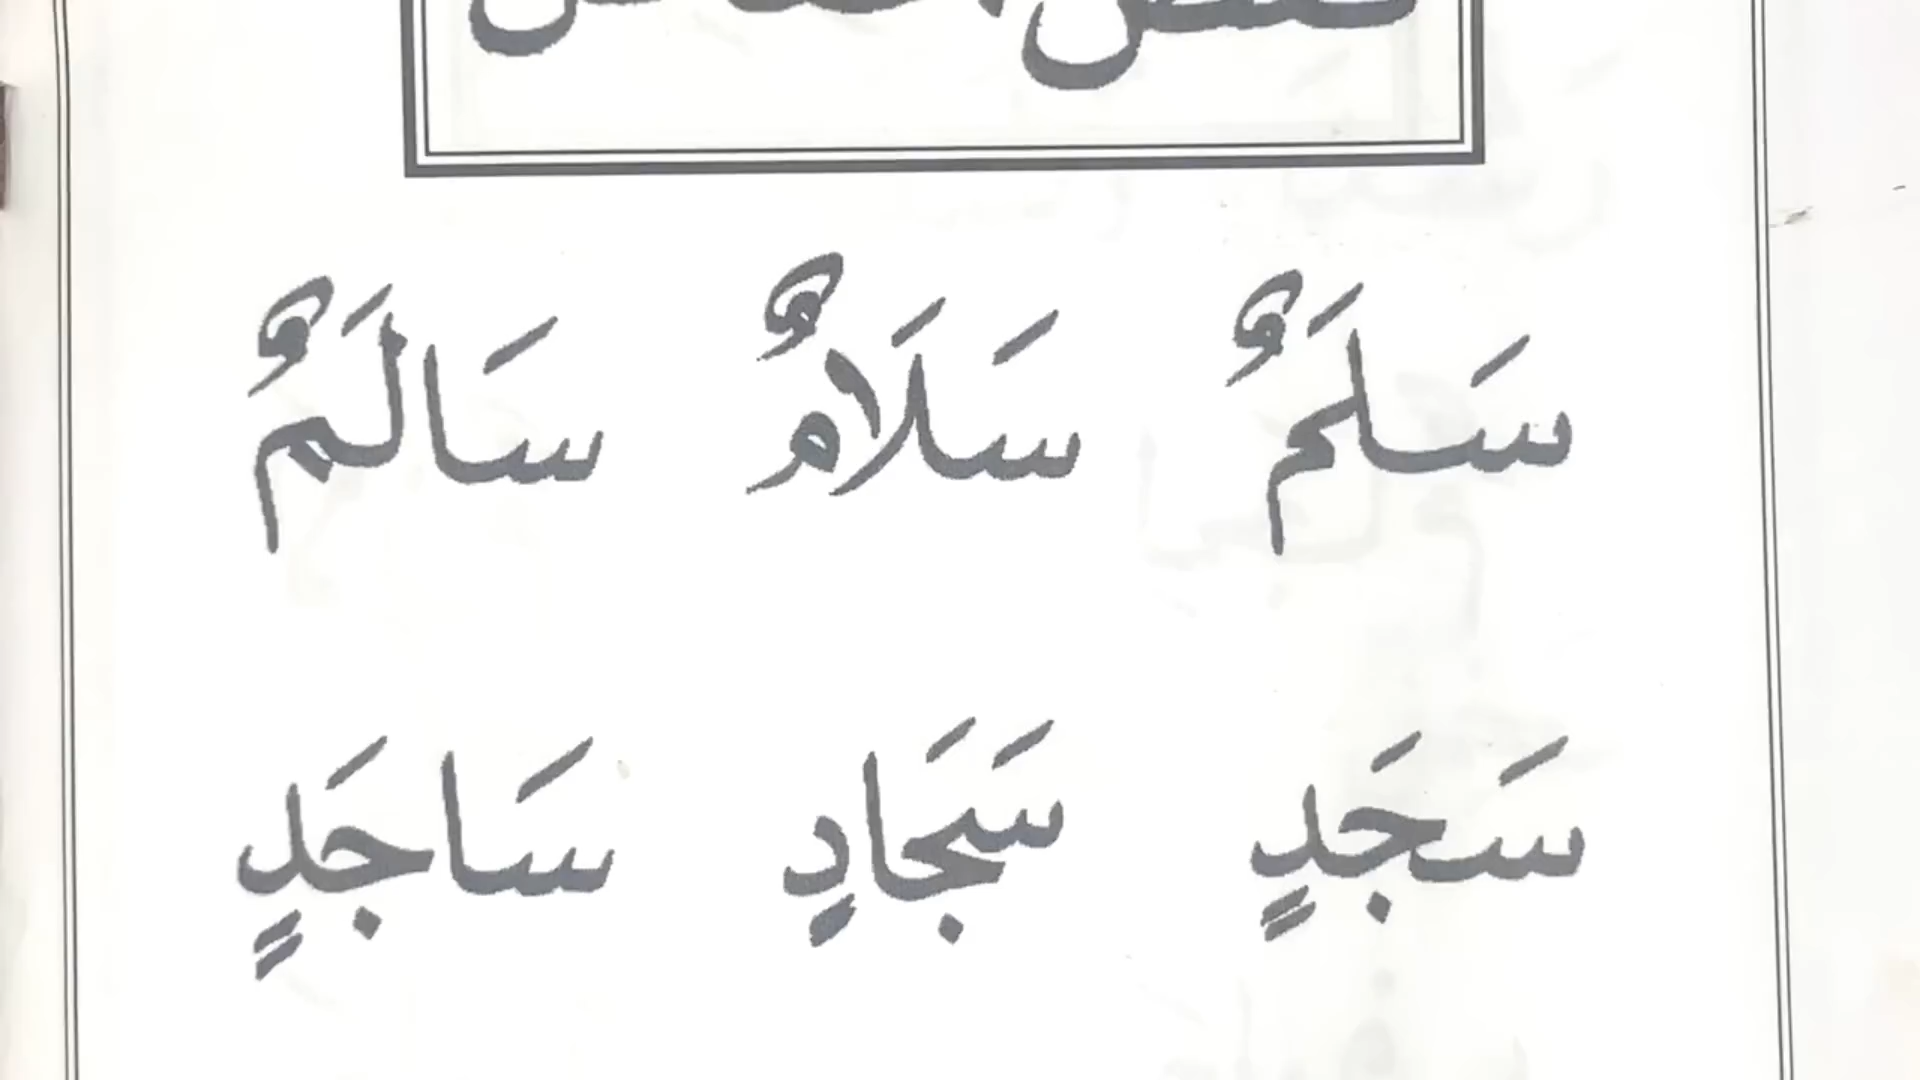 سَلَمٌ سَلَامٌ سَالَمٌ
سَجَدٍ سَجَادٍ سَاجَدٍ